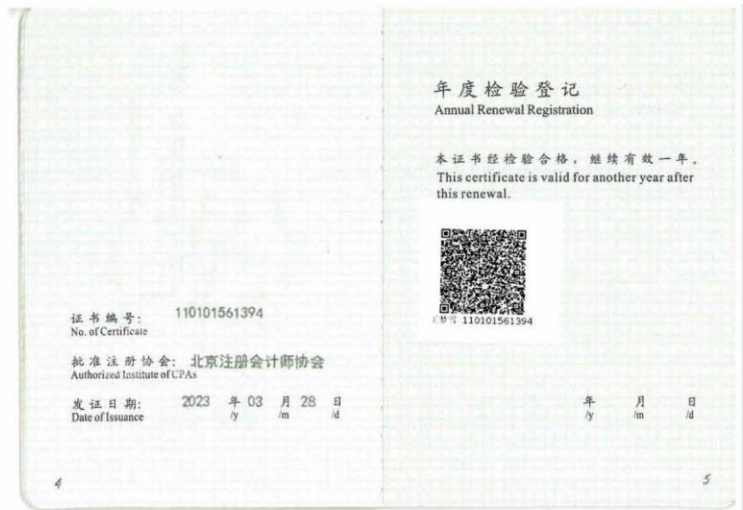 证书编号: 110101561394
No. of Certificate
批准注册协会: 北京注册会计师协会
Authorized Institute of CPAs
发证日期: 2023 年 03 月 28 日
Date of Issuance /y /m /d
4
年度检验登记
Annual Renewal Registration
本证书经检验合格，继续有效一年。
This certificate is valid for another year after
this renewal.
110101561394
年 月 日
/y /m /d
5